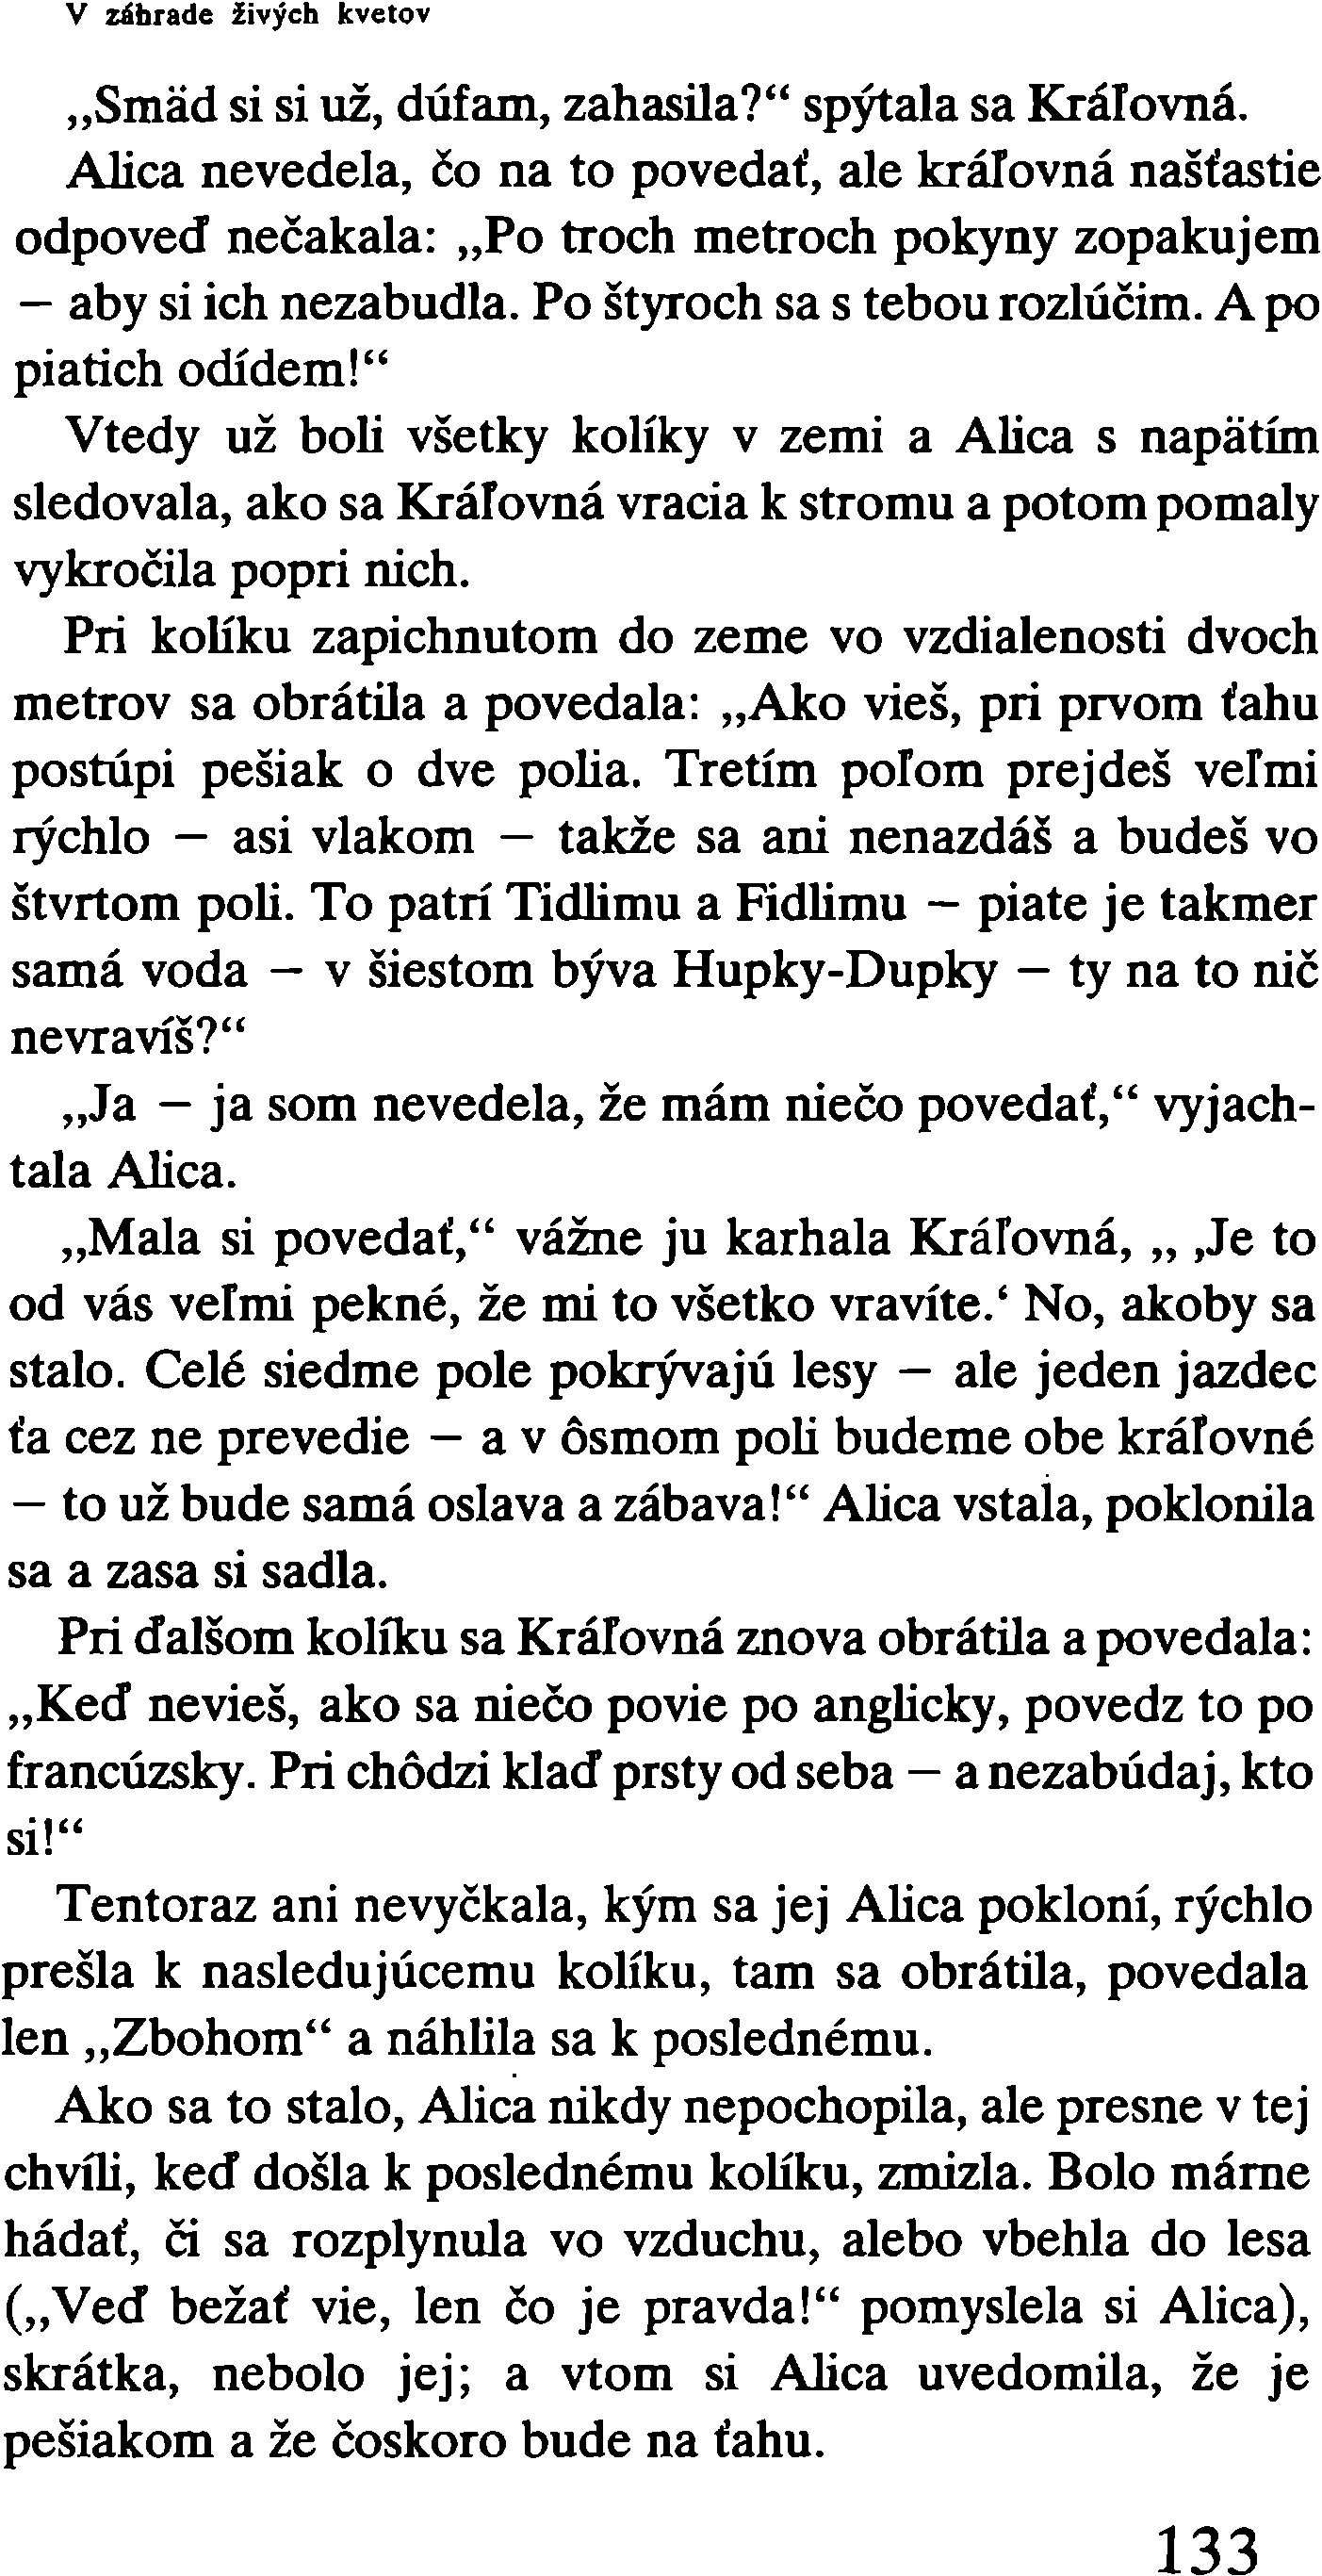 V záhrade živých kvetov
„Smäd si si už, dúfam, zahasila?“ spýtala sa Kráľovná.
Alica nevedela, čo na to povedať, ale kráľovná našťastie
odpoveď nečakala: „Po troch metroch pokyny zopakujem
— aby si ich nezabudla. Po štyroch sa s tebou rozlúčim. A po
piatich odídem!“
Vtedy už boli všetky kolíky v zemi a Alica s napätím
sledovala, ako sa Kráľovná vracia k stromu a potom pomaly
vykročila popri nich.
Pri kolíku zapichnutom do zeme vo vzdialenosti dvoch
metrov sa obrátila a povedala: „Ako vieš, pri prvom ťahu
postúpi pešiak o dve polia. Tretím poľom prejdeš veľmi
rýchlo — asi vlakom — takže sa ani nenazdáš a budeš vo
štvrtom poli. To patrí Tidlimu a Fidlimu — piate je takmer
samá voda — v šiestom býva Hupky-Dupky — ty na to nič
nevravíš?“
„Ja — ja som nevedela, že mám niečo povedať,“ vyjach-
tala Alica.
„Mala si povedať,“ vážne ju karhala Kráľovná, „ ‚Je to
od vás veľmi pekné, že mi to všetko vravíte.‘ No, akoby sa
stalo. Celé siedme pole pokrývajú lesy — ale jeden jazdec
ťa cez ne prevedie — a v ôsmom poli budeme obe kráľovné
— to už bude samá oslava a zábava!“ Alica vstala, poklonila
sa a zasa si sadla.
Pri ďalšom kolíku sa Kráľovná znova obrátila a povedala:
„Keď nevieš, ako sa niečo povie po anglicky, povedz to po
francúzsky. Pri chôdzi klaď prsty od seba — a nezabúdaj, kto
si!“
Tentoraz ani nevyčkala, kým sa jej Alica pokloní, rýchlo
prešla k nasledujúcemu kolíku, tam sa obrátila, povedala
len „Zbohom“ a náhlila sa k poslednému.
Ako sa to stalo, Alica nikdy nepochopila, ale presne v tej
chvíli, keď došla k poslednému kolíku, zmizla. Bolo márne
hádať, či sa rozplynula vo vzduchu, alebo vbehla do lesa
(„Veď bežať vie, len čo je pravda!“ pomyslela si Alica),
skrátka, nebolo jej; a vtom si Alica uvedomila, že je
pešiakom a že čoskoro bude na ťahu.
133